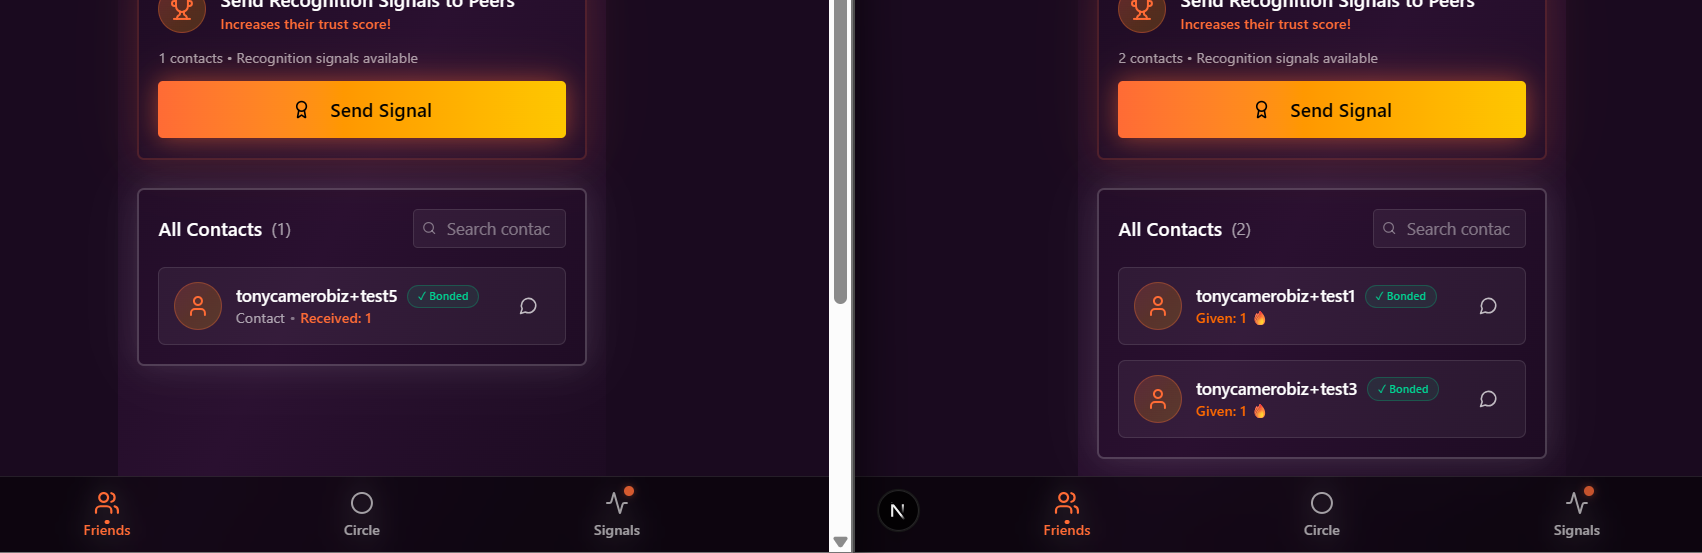 Send Recognition Signals to Peers
Increases their trust score!
1 contacts • Recognition signals available
Send Signal
All Contacts (1)
Search contac
tonycamerobiz+test5 ✓ Bonded
Contact • Received: 1
Friends
Circle
Signals
Send Recognition Signals to Peers
Increases their trust score!
2 contacts • Recognition signals available
Send Signal
All Contacts (2)
Search contac
tonycamerobiz+test1 ✓ Bonded
Given: 1 🔥
tonycamerobiz+test3 ✓ Bonded
Given: 1 🔥
N
Friends
Circle
Signals